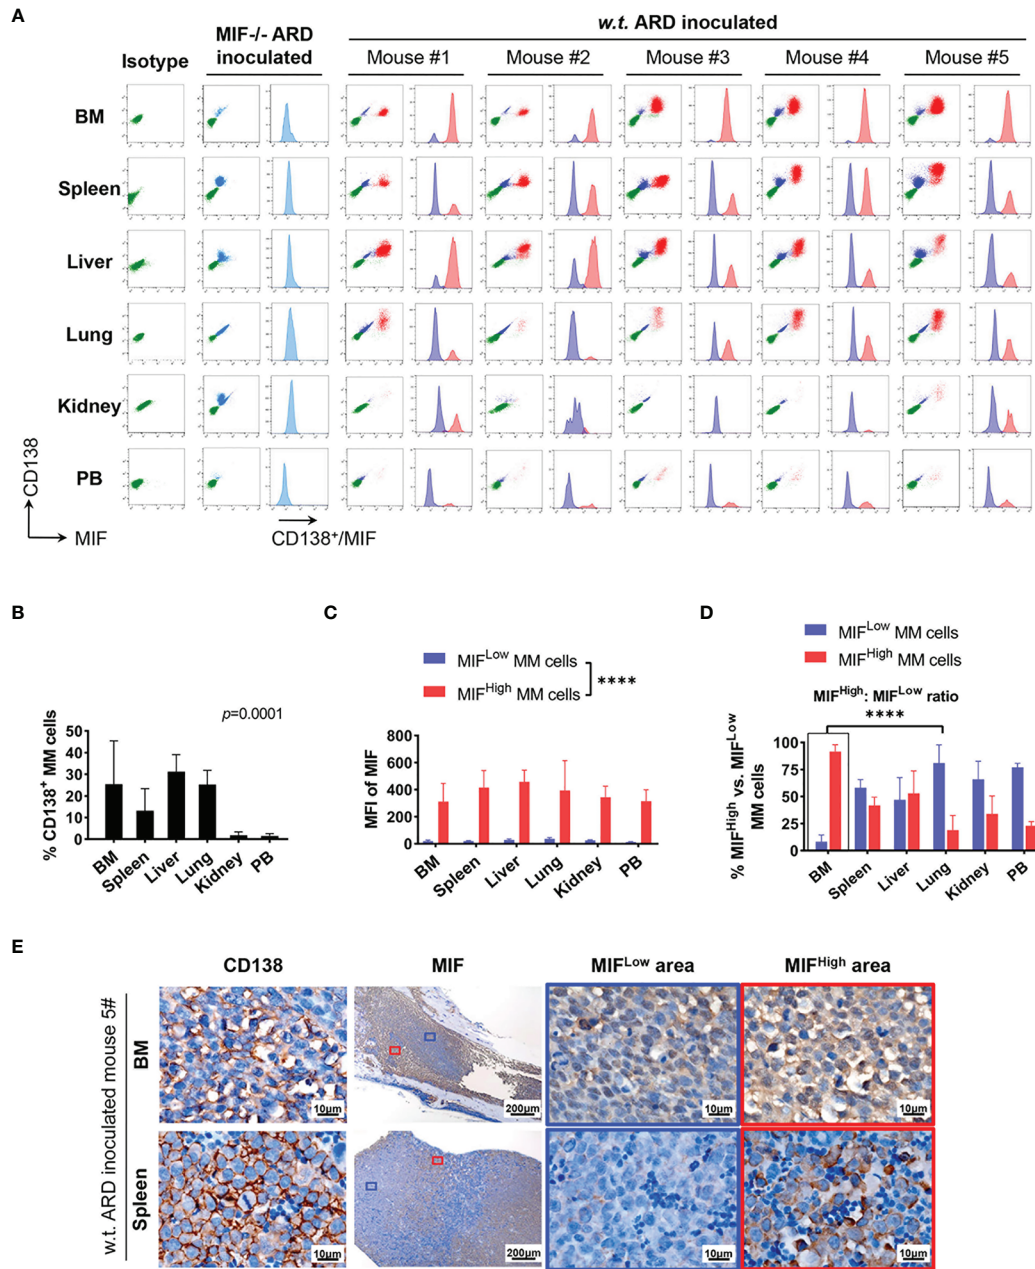 A
w.t. ARD inoculated
MIF-/- ARD
inoculated
Isotype
Mouse #1
Mouse #2
Mouse #3
Mouse #4
Mouse #5
BM
Spleen
Liver
Lung
Kidney
PB
CD138
MIF
CD138+/MIF
B
p=0.0001
% CD138+ MM cells
50
40
30
20
10
0
BM
Spleen
Liver
Lung
Kidney
PB
C
MIFLow MM cells
MIFHigh MM cells
****
MFI of MIF
800
600
400
200
0
BM
Spleen
Liver
Lung
Kidney
PB
D
MIFLow MM cells
MIFHigh MM cells
MIFHigh: MIFLow ratio
****
% MIFHigh vs. MIFLow
MM cells
100
75
50
25
0
BM
Spleen
Liver
Lung
Kidney
PB
E
CD138
MIF
MIFLow area
MIFHigh area
w.t. ARD inoculated mouse 5#
BM
10μm
200μm
10μm
10μm
Spleen
10μm
200μm
10μm
10μm